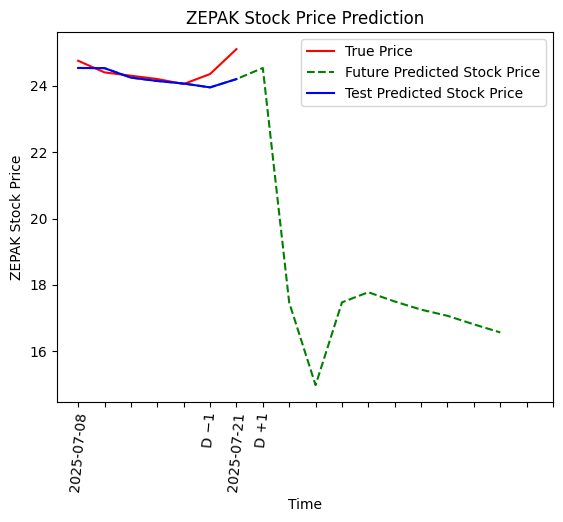 ZEPAK Stock Price Prediction
True Price
Future Predicted Stock Price
Test Predicted Stock Price
ZEPAK Stock Price
24
22
20
18
16
2025-07-08
D −1
2025-07-21
D +1
Time